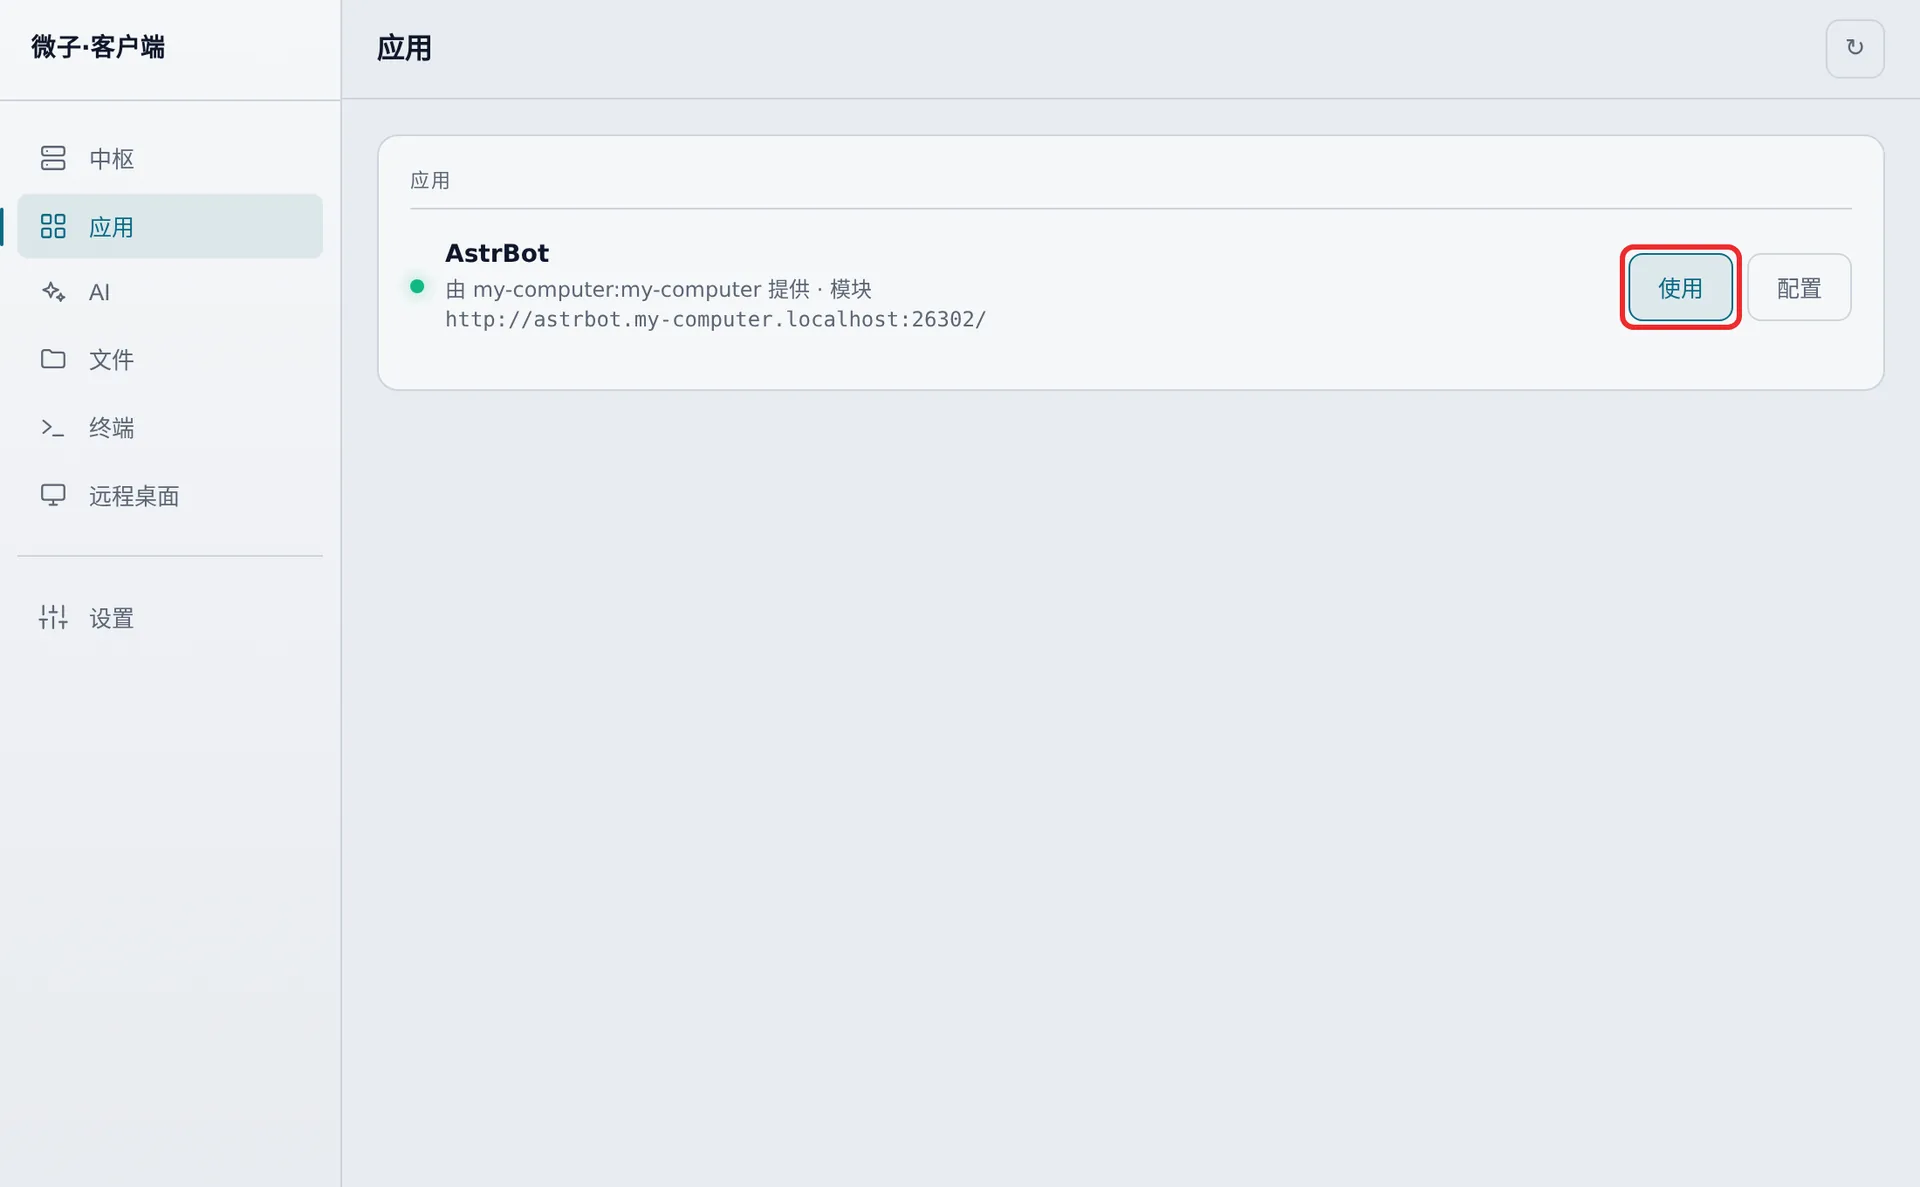 微子·客户端
应用
↻
中枢
应用
AI
文件
终端
远程桌面
设置
应用
AstrBot
由 my-computer:my-computer 提供 · 模块
http://astrbot.my-computer.localhost:26302/
使用
配置